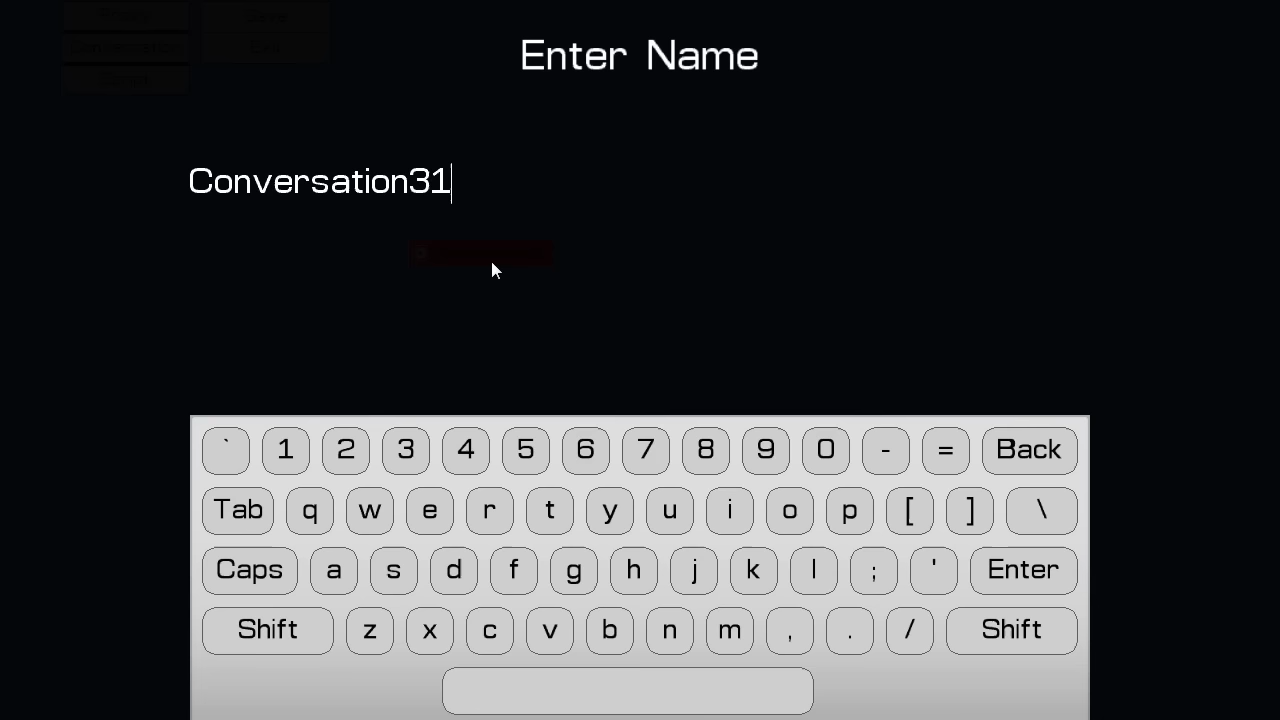 Enter Name
Conversation31
` 1 2 3 4 5 6 7 8 9 0 - = Back
Tab q w e r t y u i o p [ ] \
Caps a s d f g h j k l ; ' Enter
Shift z x c v b n m , . / Shift